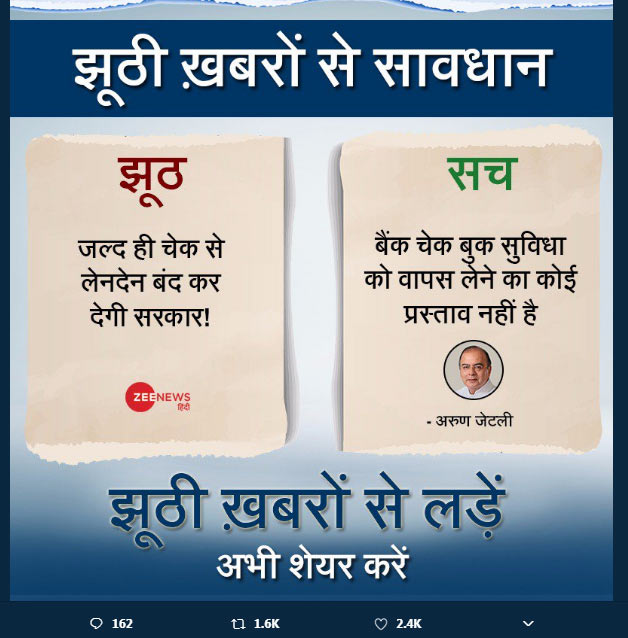 झूठी ख़बरों से सावधान
झूठ
जल्द ही चेक से
लेनदेन बंद कर
देगी सरकार!
ZEENEWS
हिंदी
सच
बैंक चेक बुक सुविधा
को वापस लेने का कोई
प्रस्ताव नहीं है
- अरुण जेटली
झूठी ख़बरों से लड़ें
अभी शेयर करें
162 1.6K 2.4K